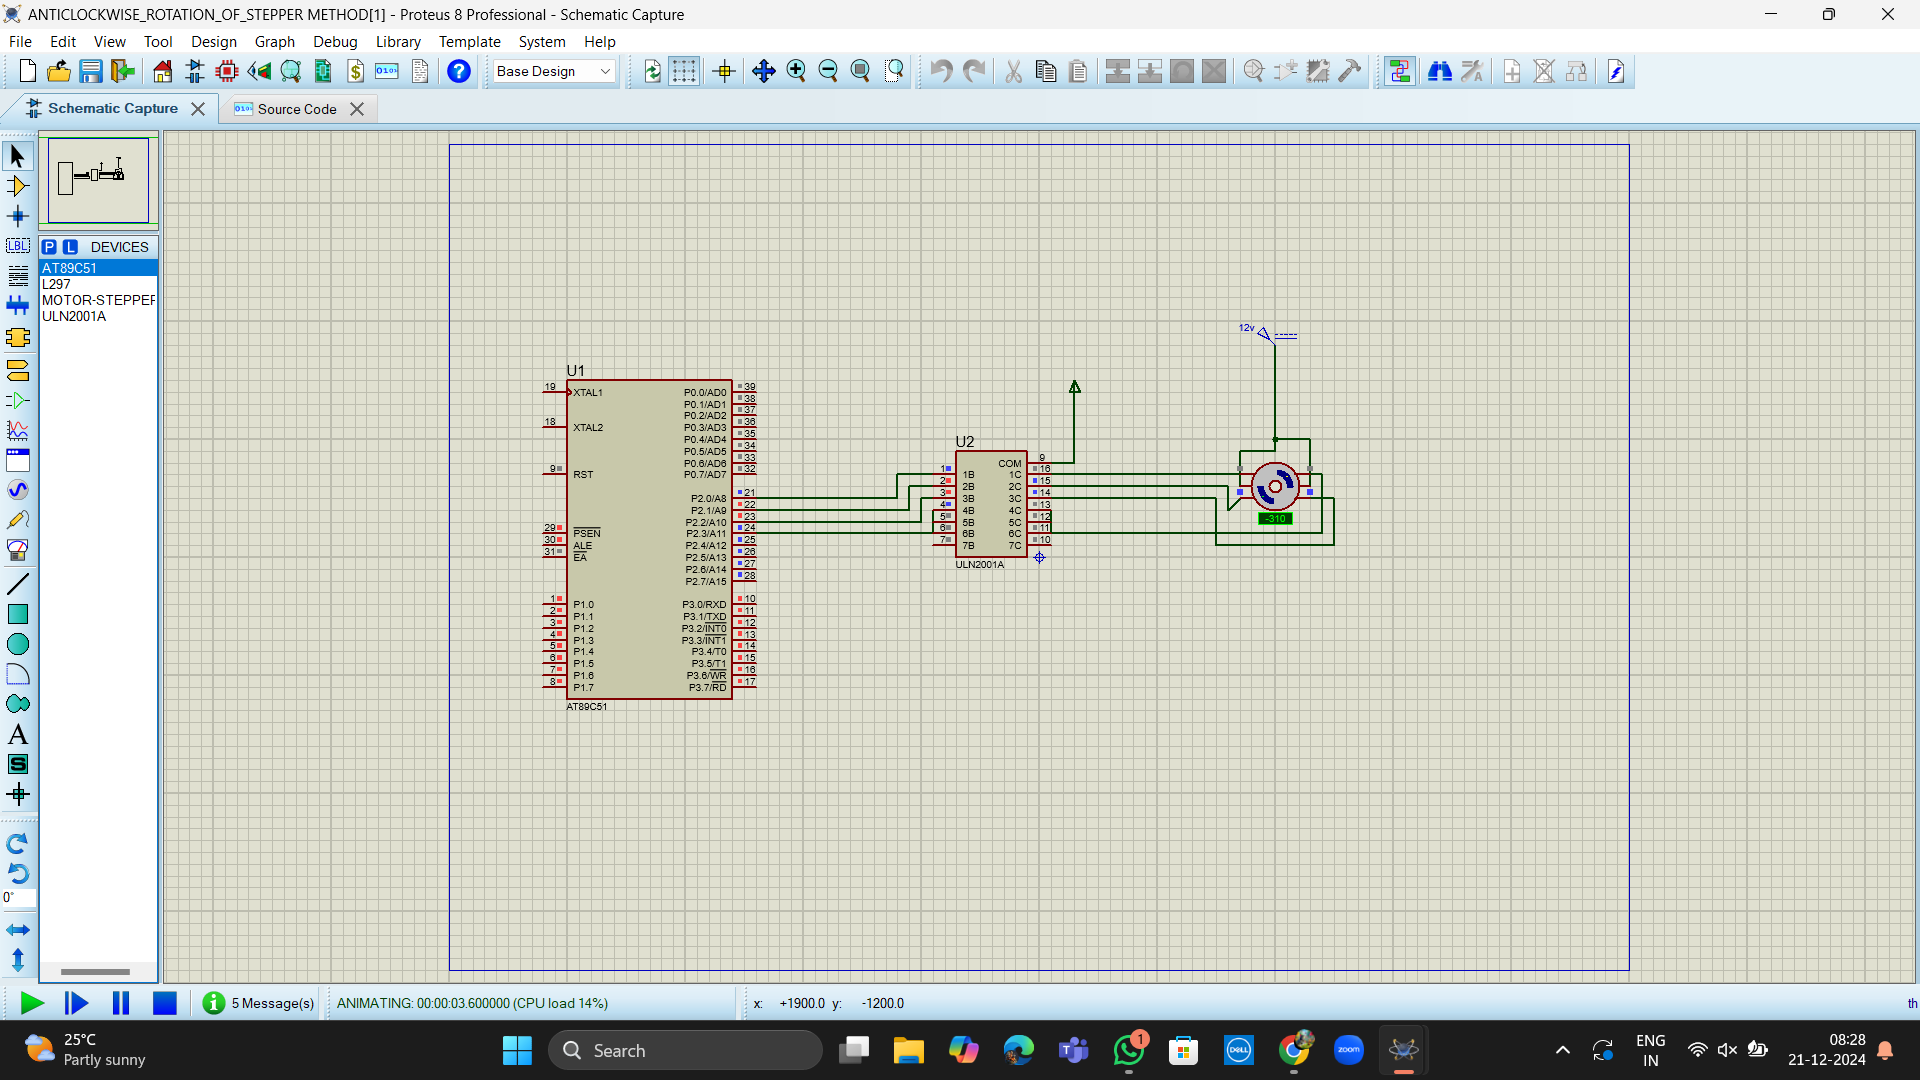 ANTICLOCKWISE_ROTATION_OF_STEPPER METHOD[1] - Proteus 8 Professional - Schematic Capture
File Edit View Tool Design Graph Debug Library Template System Help
Base Design
Schematic Capture
Source Code
P L DEVICES
AT89C51
L297
MOTOR-STEPPER
ULN2001A
LBL
A
S
0°
12v
U1
19 XTAL1
18 XTAL2
9 RST
29 PSEN
30 ALE
31 EA
1 P1.0
2 P1.1
3 P1.2
4 P1.3
5 P1.4
6 P1.5
7 P1.6
8 P1.7
P0.0/AD0 39
P0.1/AD1 38
P0.2/AD2 37
P0.3/AD3 36
P0.4/AD4 35
P0.5/AD5 34
P0.6/AD6 33
P0.7/AD7 32
P2.0/A8 21
P2.1/A9 22
P2.2/A10 23
P2.3/A11 24
P2.4/A12 25
P2.5/A13 26
P2.6/A14 27
P2.7/A15 28
P3.0/RXD 10
P3.1/TXD 11
P3.2/INT0 12
P3.3/INT1 13
P3.4/T0 14
P3.5/T1 15
P3.6/WR 16
P3.7/RD 17
AT89C51
U2
COM 9
1 1B 1C 16
2 2B 2C 15
3 3B 3C 14
4 4B 4C 13
5 5B 5C 12
6 6B 6C 11
7 7B 7C 10
ULN2001A
-310
5 Message(s)
ANIMATING: 00:00:03.600000 (CPU load 14%)
x: +1900.0 y: -1200.0
th
25°C
Partly sunny
Search
1
DELL
zoom
ENG
IN
08:28
21-12-2024